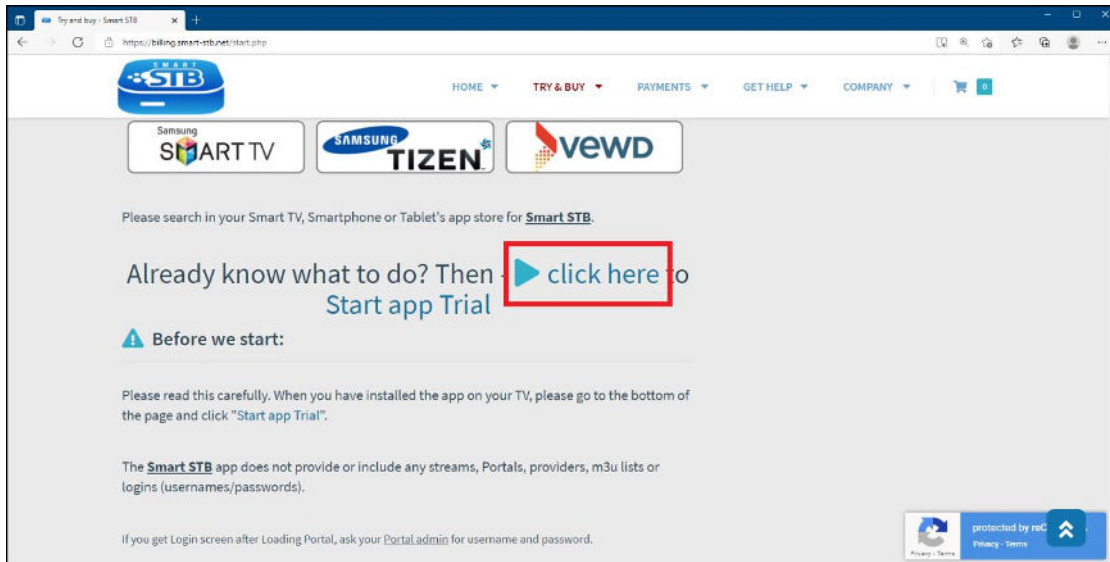 Try and buy - Smart STB
https://billing.smart-stb.net/start.php
SMART
STB
HOME
TRY & BUY
PAYMENTS
GET HELP
COMPANY
0
Samsung
SMART TV
SAMSUNG
TIZEN
vewd
Please search in your Smart TV, Smartphone or Tablet's app store for Smart STB.
Already know what to do? Then - click here to
Start app Trial
Before we start:
Please read this carefully. When you have installed the app on your TV, please go to the bottom of
the page and click "Start app Trial".
The Smart STB app does not provide or include any streams, Portals, providers, m3u lists or
logins (usernames/passwords).
If you get Login screen after Loading Portal, ask your Portal admin for username and password.
protected by reC
Privacy - Terms
Privacy - Terms